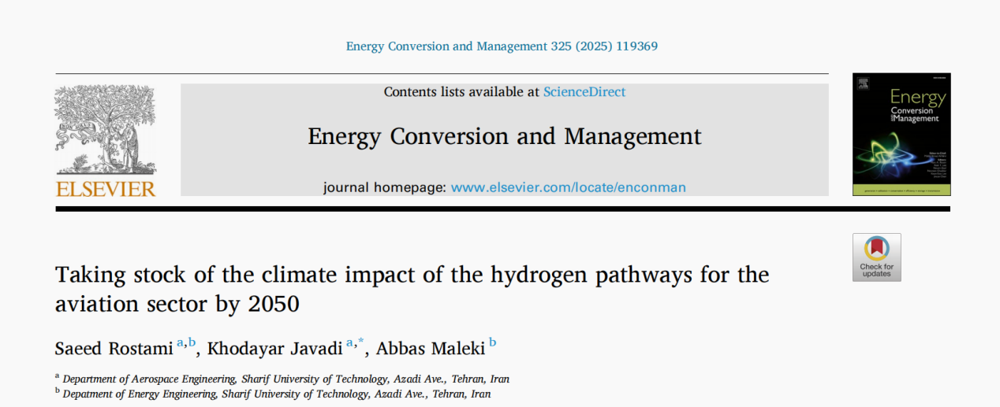 Energy Conversion and Management 325 (2025) 119369
Contents lists available at ScienceDirect
Energy Conversion and Management
journal homepage: www.elsevier.com/locate/enconman
ELSEVIER
Energy
Conversion
and Management
Check for
updates
Taking stock of the climate impact of the hydrogen pathways for the
aviation sector by 2050
Saeed Rostami a,b, Khodayar Javadi a,*, Abbas Maleki b
a Department of Aerospace Engineering, Sharif University of Technology, Azadi Ave., Tehran, Iran
b Depatment of Energy Engineering, Sharif University of Technology, Azadi Ave., Tehran, Iran